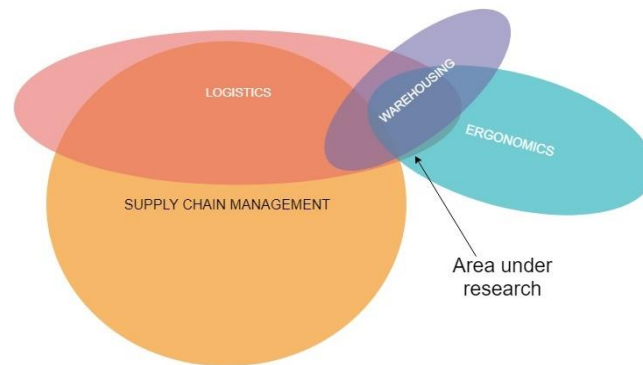 LOGISTICS
WAREHOUSING
ERGONOMICS
SUPPLY CHAIN MANAGEMENT
Area under
research